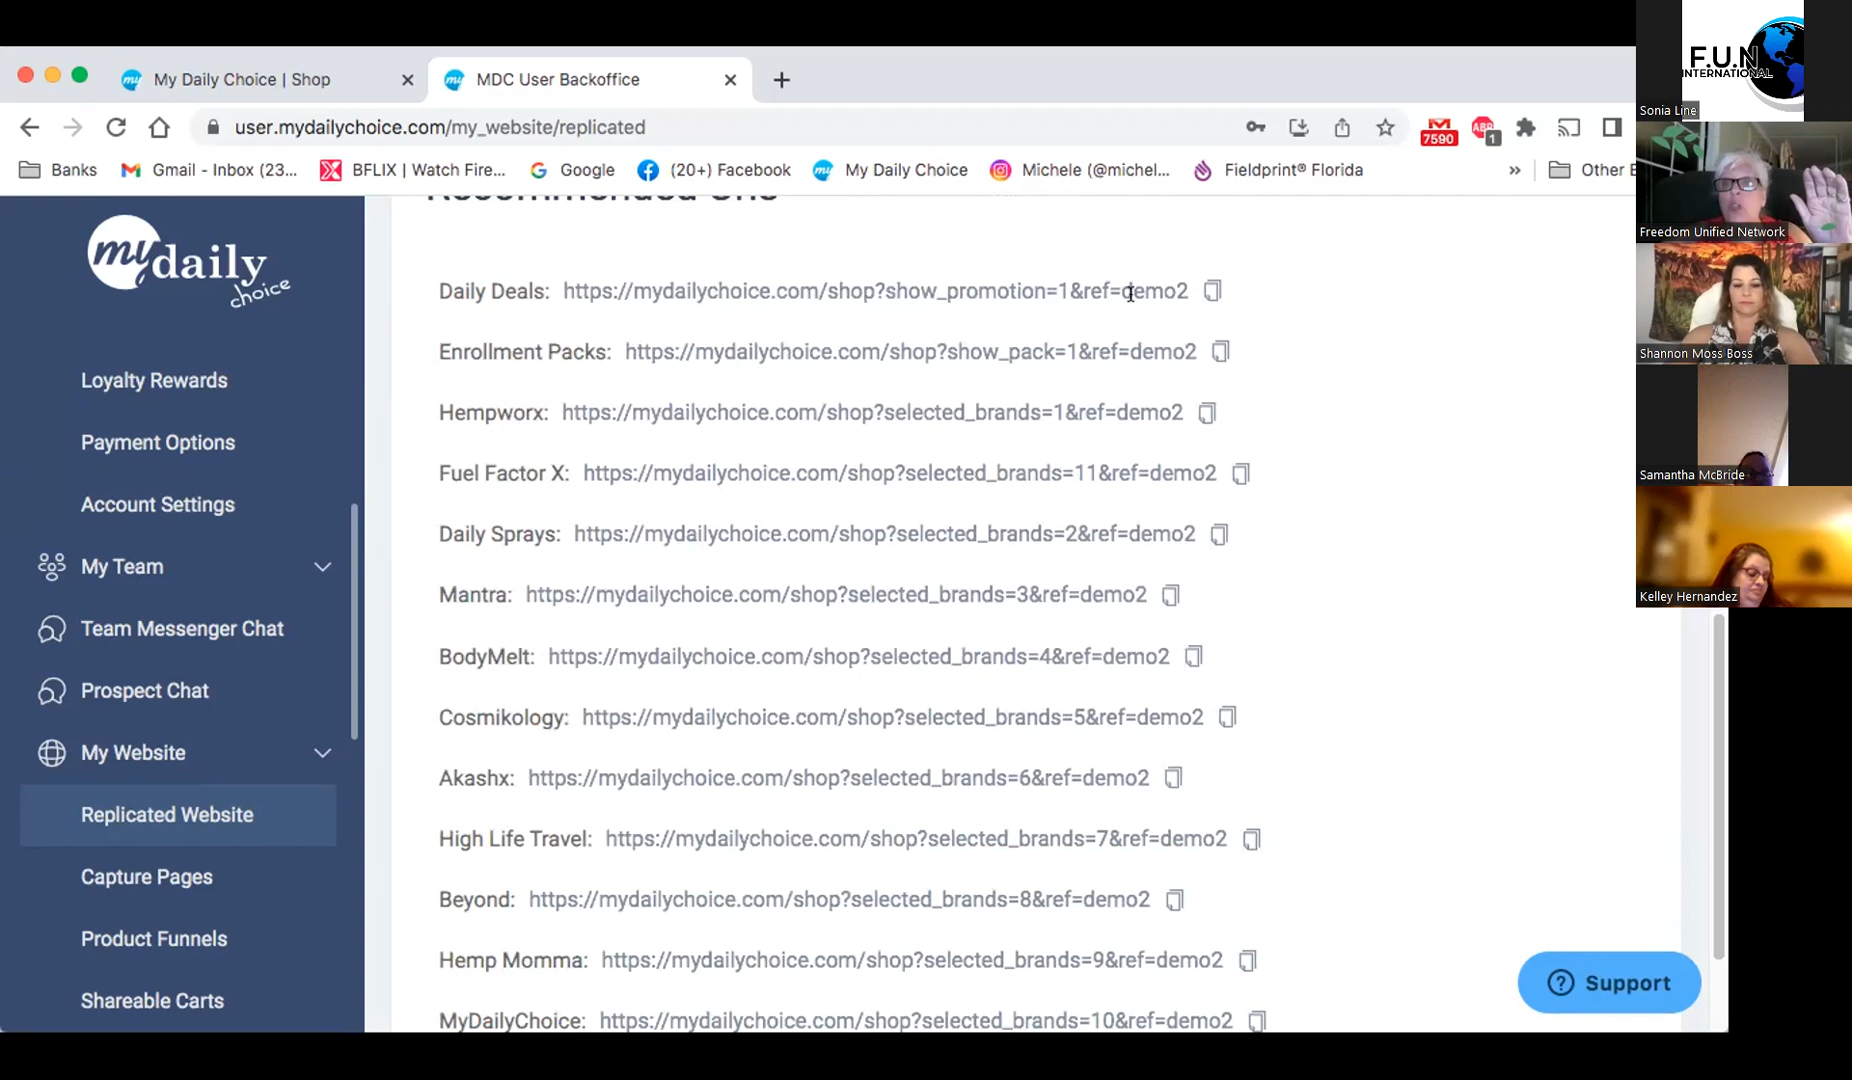 My Daily Choice | Shop
MDC User Backoffice
user.mydailychoice.com/my_website/replicated
7590
ABP
1
Banks
Gmail - Inbox (23...
BFLIX | Watch Fire...
Google
(20+) Facebook
My Daily Choice
Michele (@michel...
Fieldprint® Florida
»
Other
my daily choice
Loyalty Rewards
Payment Options
Account Settings
My Team
Team Messenger Chat
Prospect Chat
My Website
Replicated Website
Capture Pages
Product Funnels
Shareable Carts
Daily Deals: https://mydailychoice.com/shop?show_promotion=1&ref=demo2
Enrollment Packs: https://mydailychoice.com/shop?show_pack=1&ref=demo2
Hempworx: https://mydailychoice.com/shop?selected_brands=1&ref=demo2
Fuel Factor X: https://mydailychoice.com/shop?selected_brands=11&ref=demo2
Daily Sprays: https://mydailychoice.com/shop?selected_brands=2&ref=demo2
Mantra: https://mydailychoice.com/shop?selected_brands=3&ref=demo2
BodyMelt: https://mydailychoice.com/shop?selected_brands=4&ref=demo2
Cosmikology: https://mydailychoice.com/shop?selected_brands=5&ref=demo2
Akashx: https://mydailychoice.com/shop?selected_brands=6&ref=demo2
High Life Travel: https://mydailychoice.com/shop?selected_brands=7&ref=demo2
Beyond: https://mydailychoice.com/shop?selected_brands=8&ref=demo2
Hemp Momma: https://mydailychoice.com/shop?selected_brands=9&ref=demo2
MyDailyChoice: https://mydailychoice.com/shop?selected_brands=10&ref=demo2
Support
F.U.N
INTERNATIONAL
Sonia Line
Freedom Unified Network
Shannon Moss Boss
Samantha McBride
Kelley Hernandez